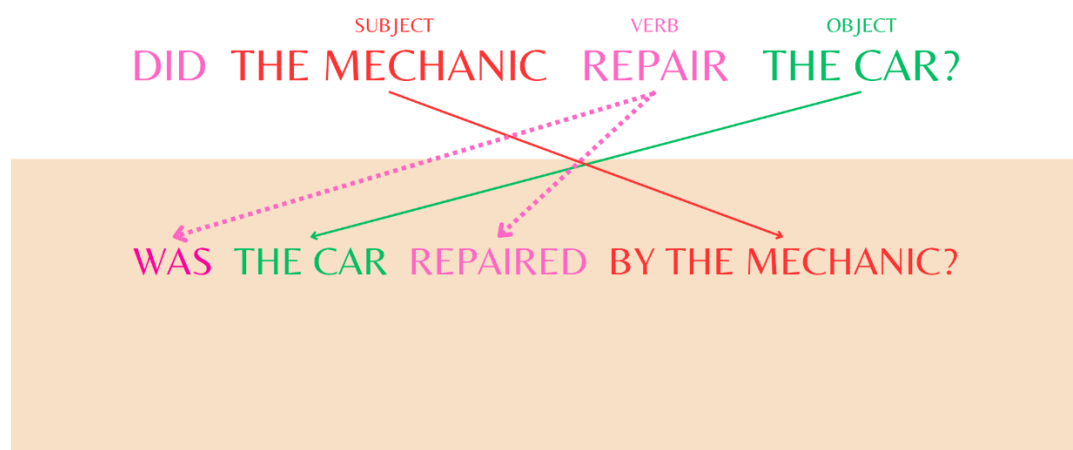 SUBJECT VERB OBJECT
DID THE MECHANIC REPAIR THE CAR?
WAS THE CAR REPAIRED BY THE MECHANIC?